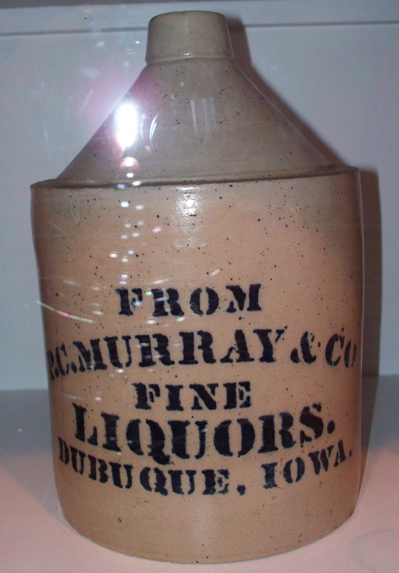 FROM
P.C. MURRAY & CO
FINE
LIQUORS.
DUBUQUE, IOWA.